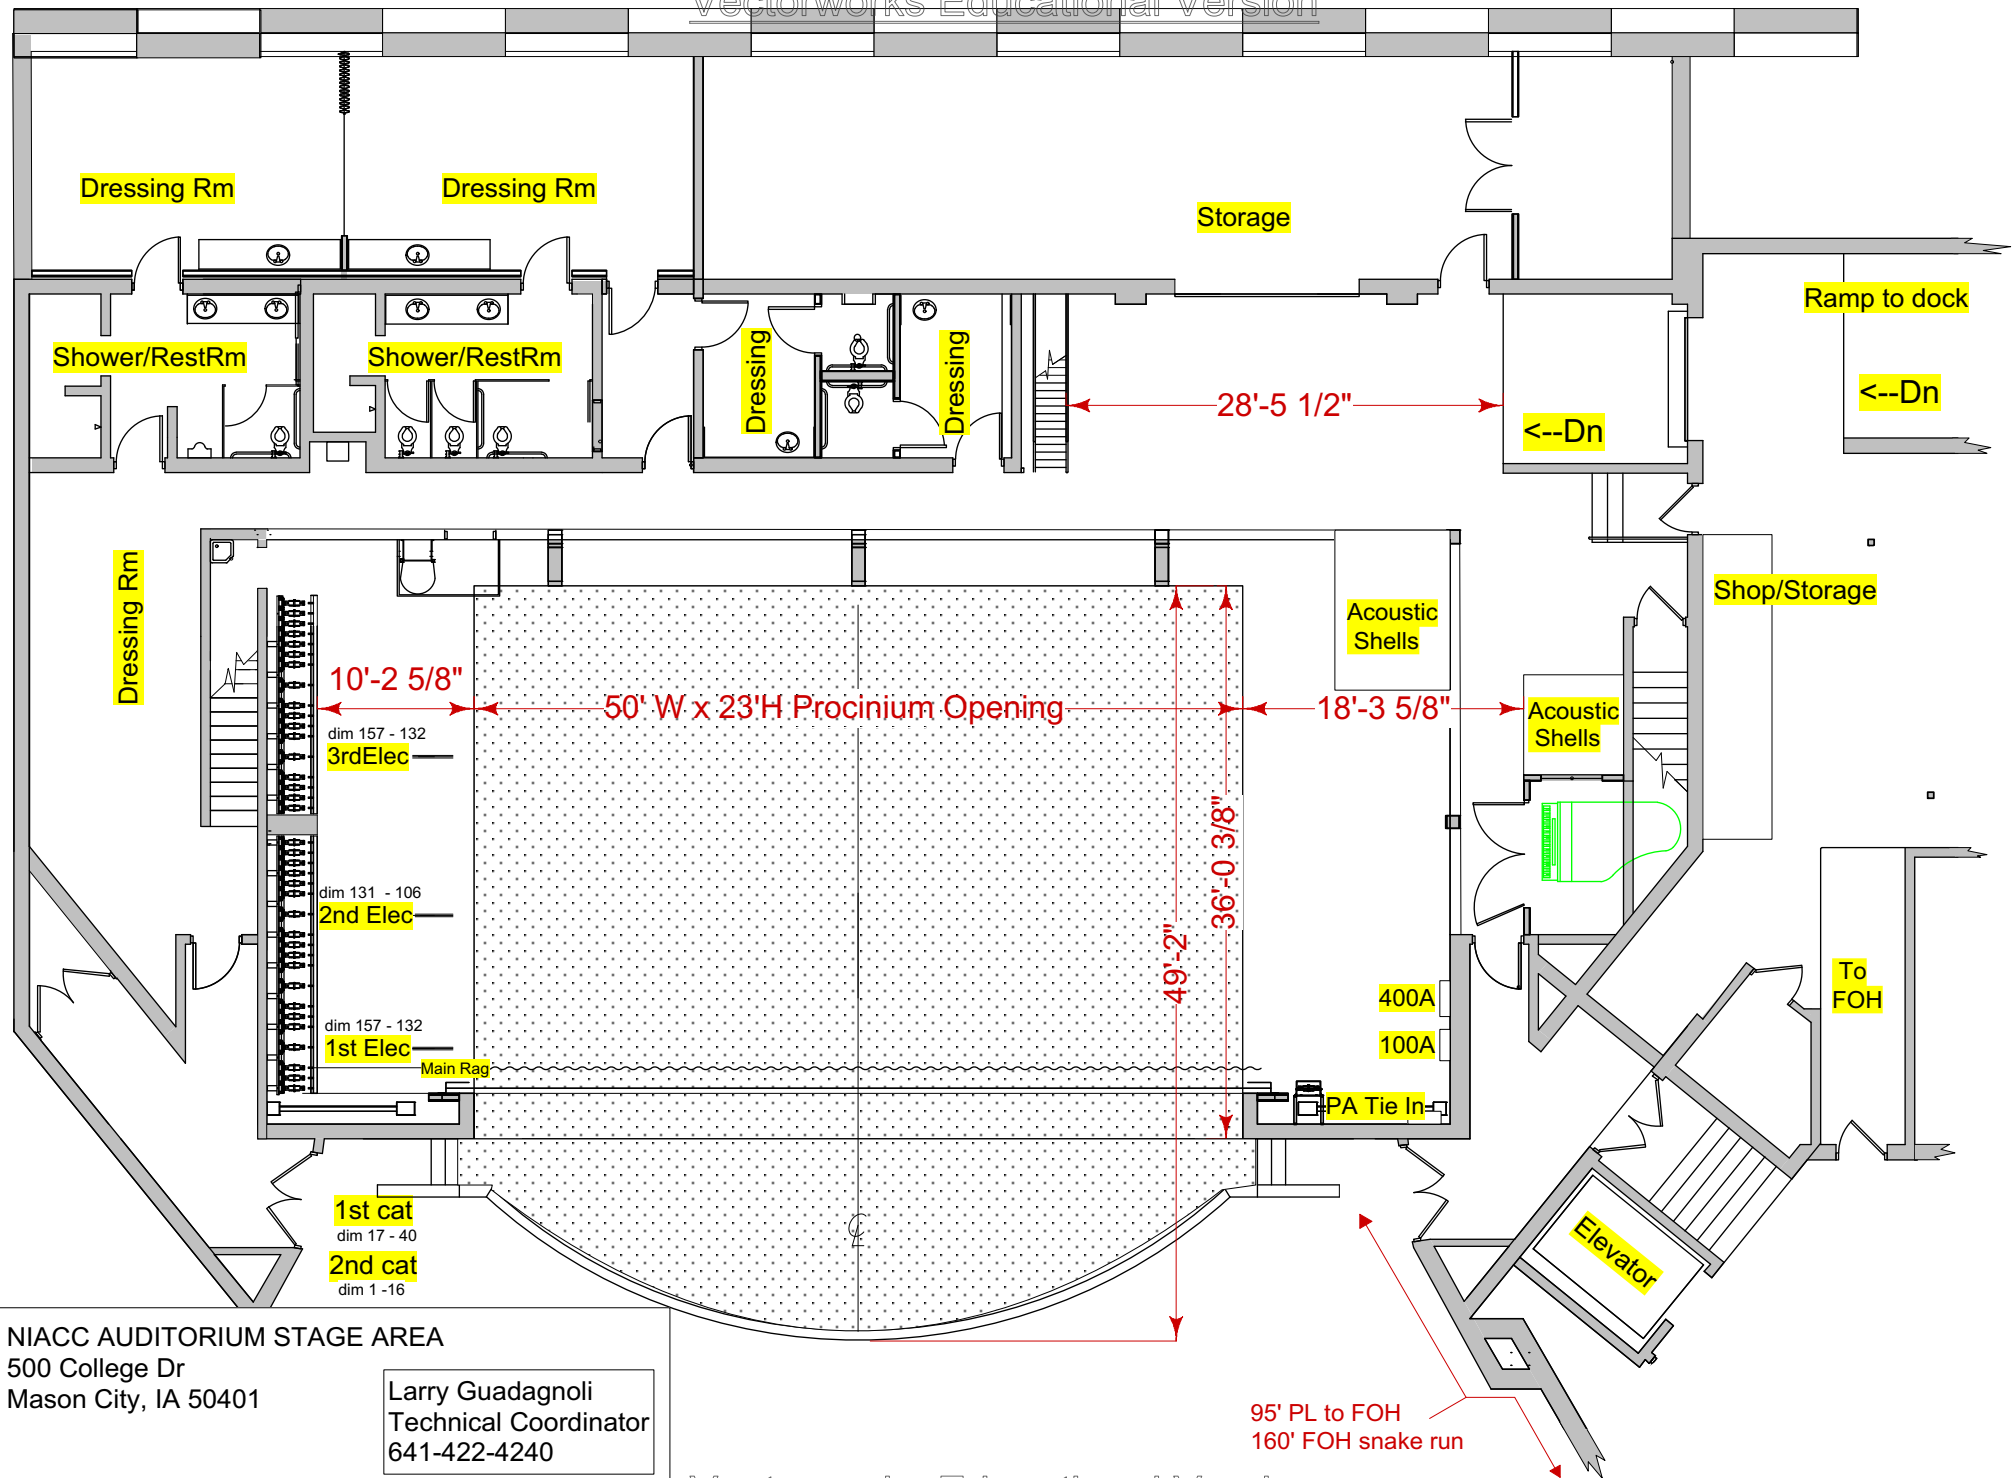 Vectorworks Educational Version
Dressing Rm
Dressing Rm
Storage
Ramp to dock
Shower/RestRm
Shower/RestRm
Dressing
Dressing
28'-5 1/2"
<--Dn
<--Dn
Dressing Rm
Acoustic
Shells
Shop/Storage
10'-2 5/8"
50' W x 23'H Procinium Opening
18'-3 5/8"
Acoustic
Shells
dim 157 - 132
3rdElec
36'-0 3/8"
49'-2"
dim 131 - 106
2nd Elec
400A
To
FOH
dim 157 - 132
1st Elec
100A
Main Rag
PA Tie In
1st cat
dim 17 - 40
2nd cat
dim 1 -16
Elevator
NIACC AUDITORIUM STAGE AREA
500 College Dr
Mason City, IA 50401
Larry Guadagnoli
Technical Coordinator
641-422-4240
95' PL to FOH
160' FOH snake run